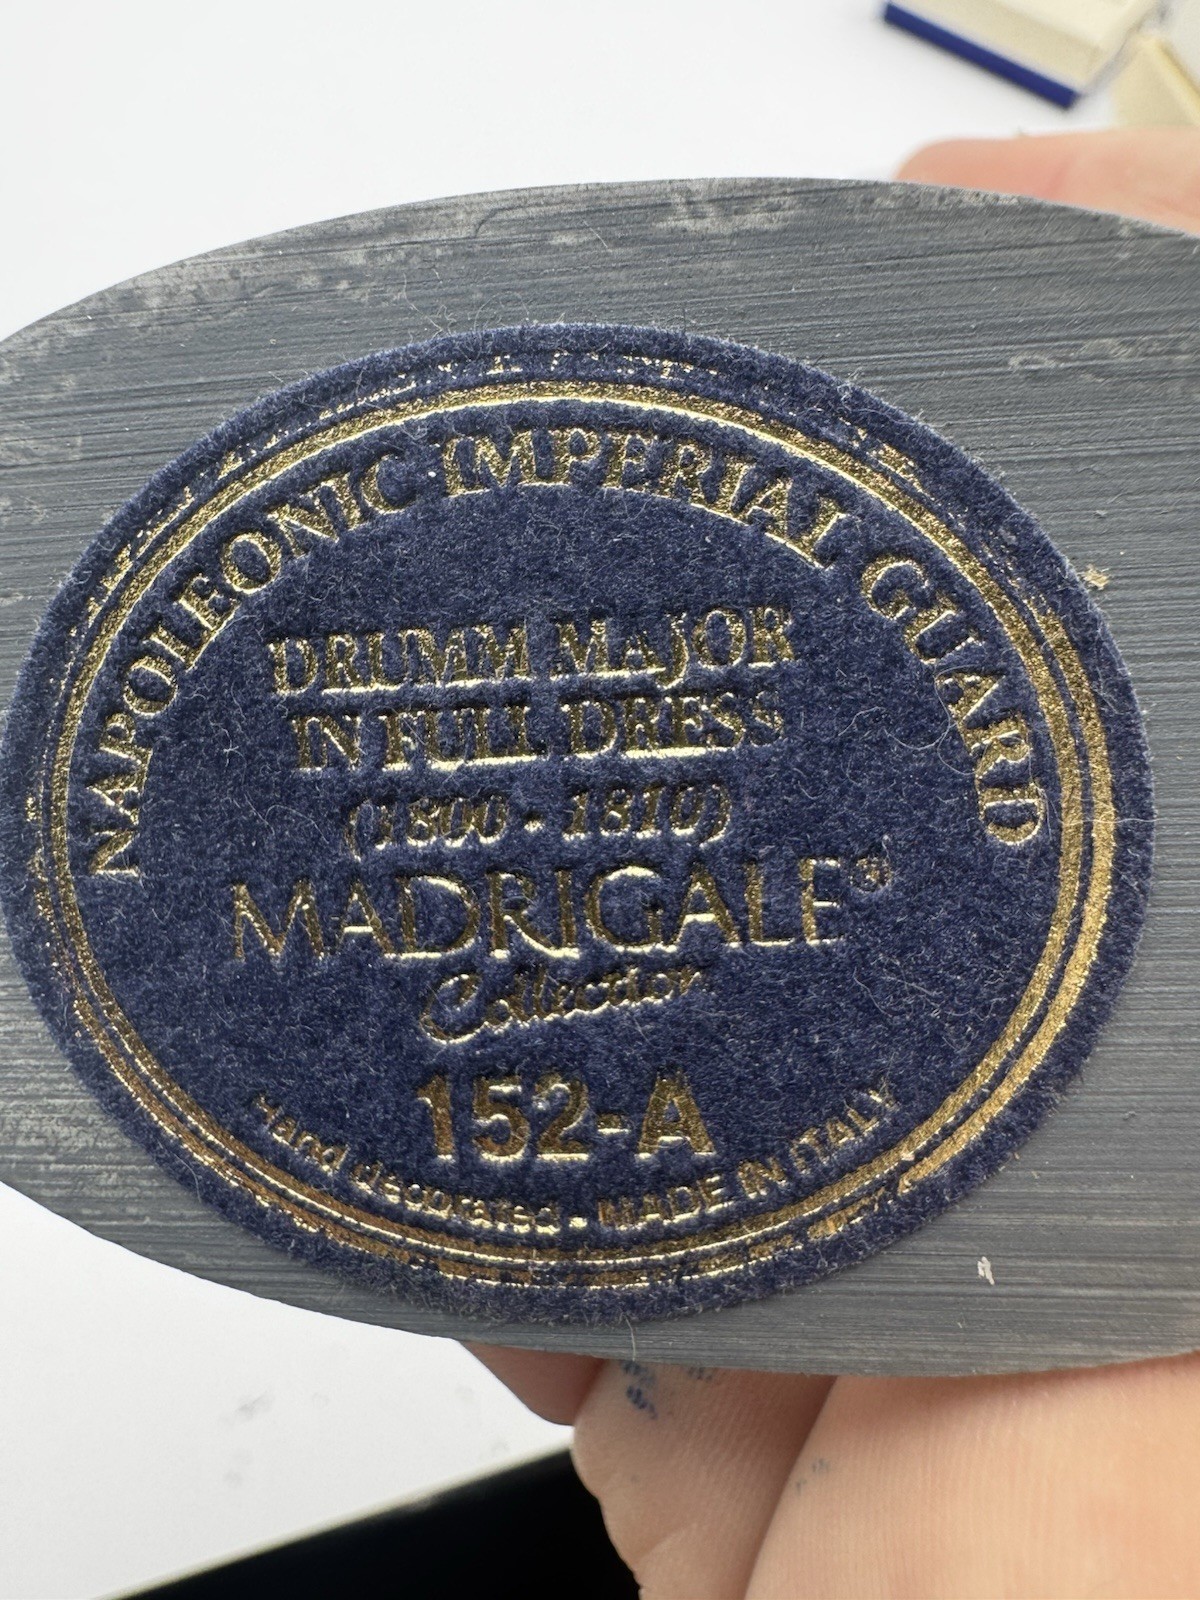 NAPOLEONIC IMPERIAL GUARD
DRUMM MAJOR
IN FULL DRESS
(1800 - 1810)
MADRIGALE
Collection
152-A
Hand decorated - MADE IN ITALY